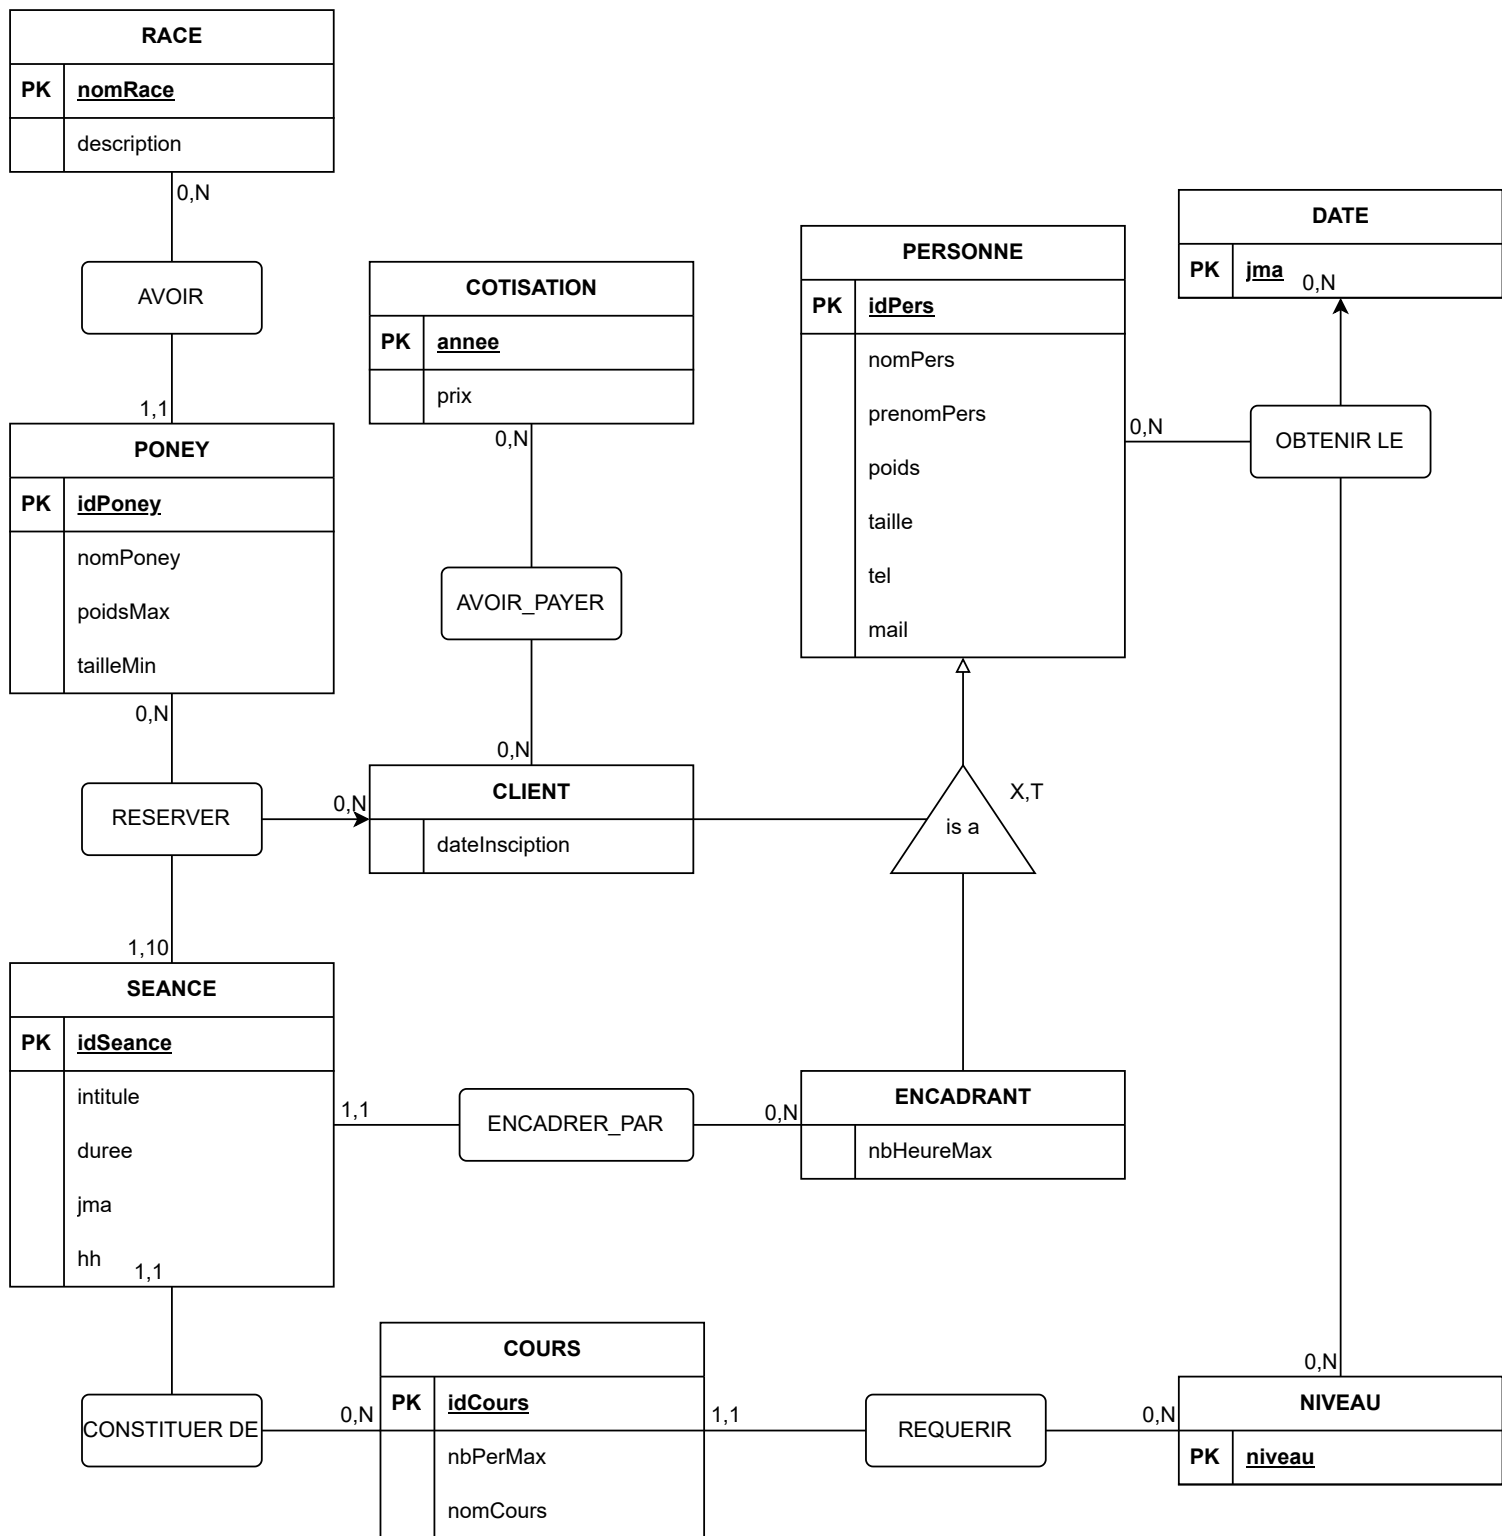 RACE
PK nomRace
description
0,N
AVOIR
1,1
PONEY
PK idPoney
nomPoney
poidsMax
tailleMin
0,N
RESERVER
0,N
1,10
COTISATION
PK annee
prix
0,N
AVOIR_PAYER
0,N
CLIENT
dateInsciption
PERSONNE
PK idPers
nomPers
prenomPers
poids
taille
tel
mail
X,T
is a
DATE
PK jma
0,N
0,N
OBTENIR LE
0,N
SEANCE
PK idSeance
intitule
duree
jma
hh
1,1
1,1
ENCADRER_PAR
0,N
ENCADRANT
nbHeureMax
CONSTITUER DE
0,N
COURS
PK idCours
nbPerMax
nomCours
1,1
REQUERIR
0,N
NIVEAU
PK niveau